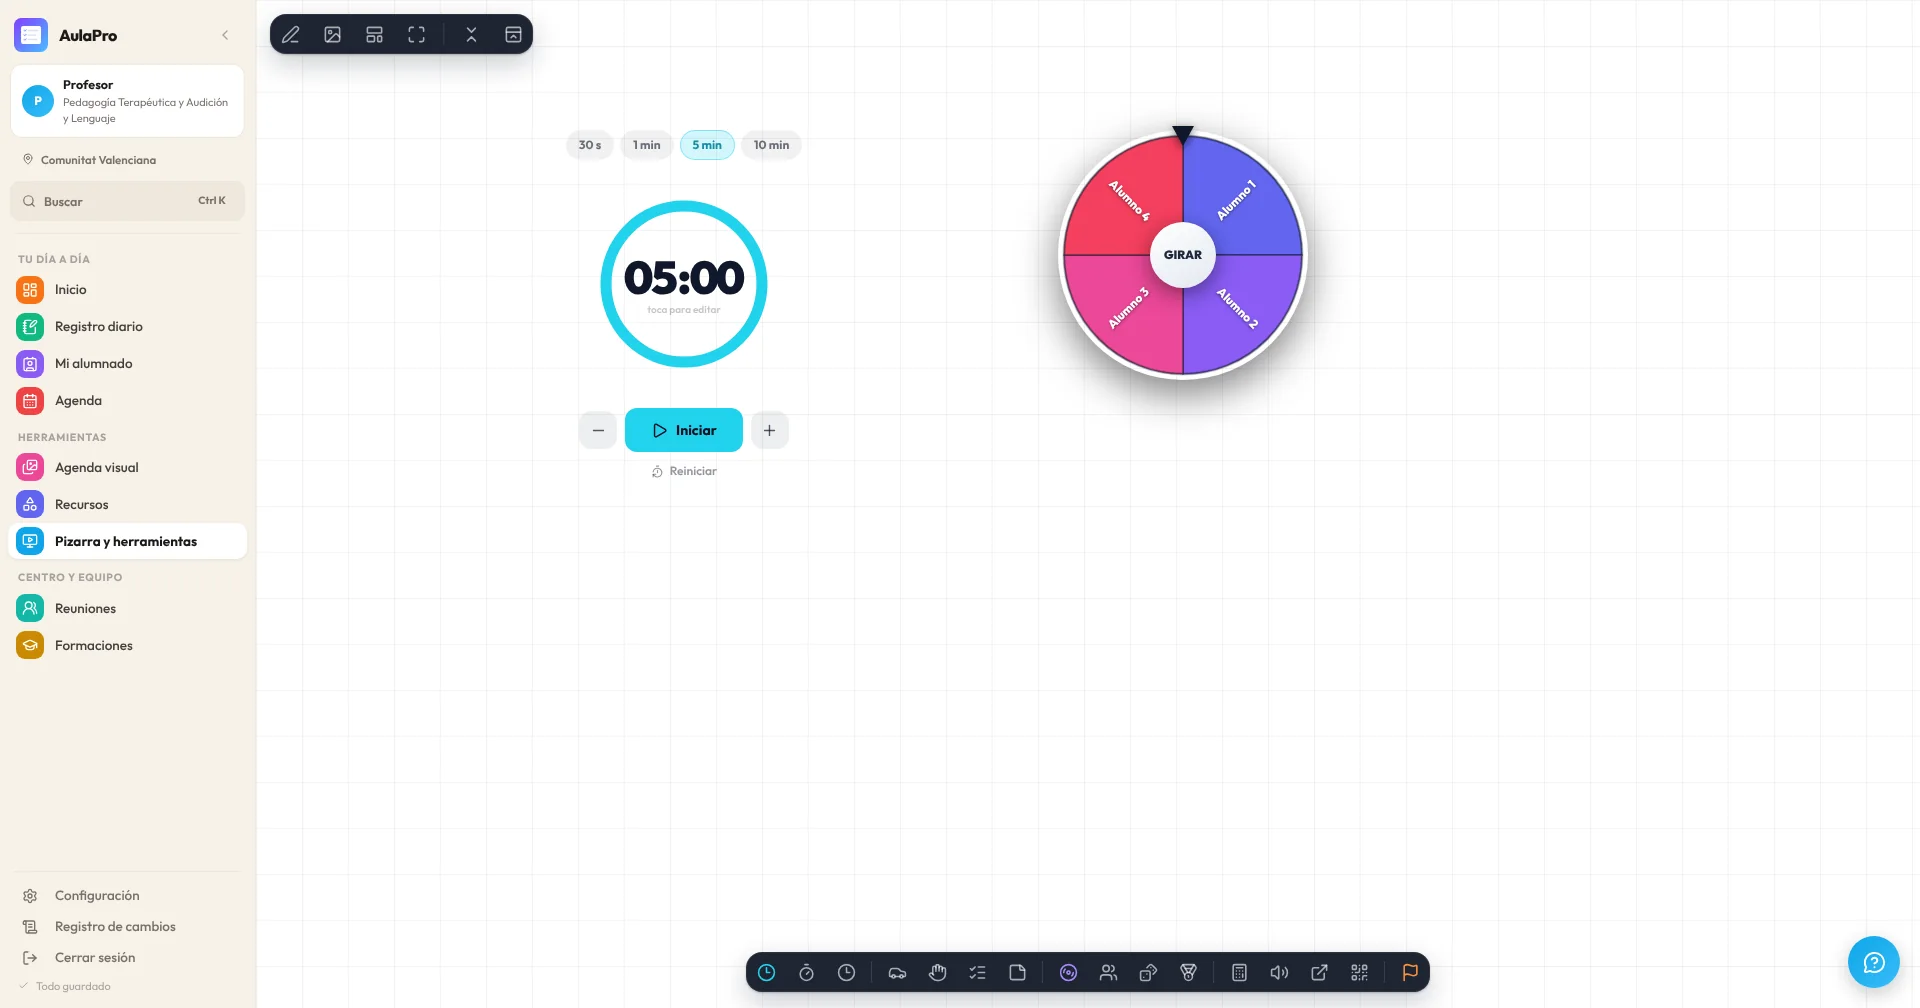 AulaPro
P
Profesor
Pedagogía Terapéutica y Audición
y Lenguaje
Comunitat Valenciana
Buscar
Ctrl K
TU DÍA A DÍA
Inicio
Registro diario
Mi alumnado
Agenda
HERRAMIENTAS
Agenda visual
Recursos
Pizarra y herramientas
CENTRO Y EQUIPO
Reuniones
Formaciones
Configuración
Registro de cambios
Cerrar sesión
Todo guardado
30 s
1 min
5 min
10 min
05:00
toca para editar
Iniciar
Reiniciar
Alumno 4
Alumno 1
GIRAR
Alumno 3
Alumno 2